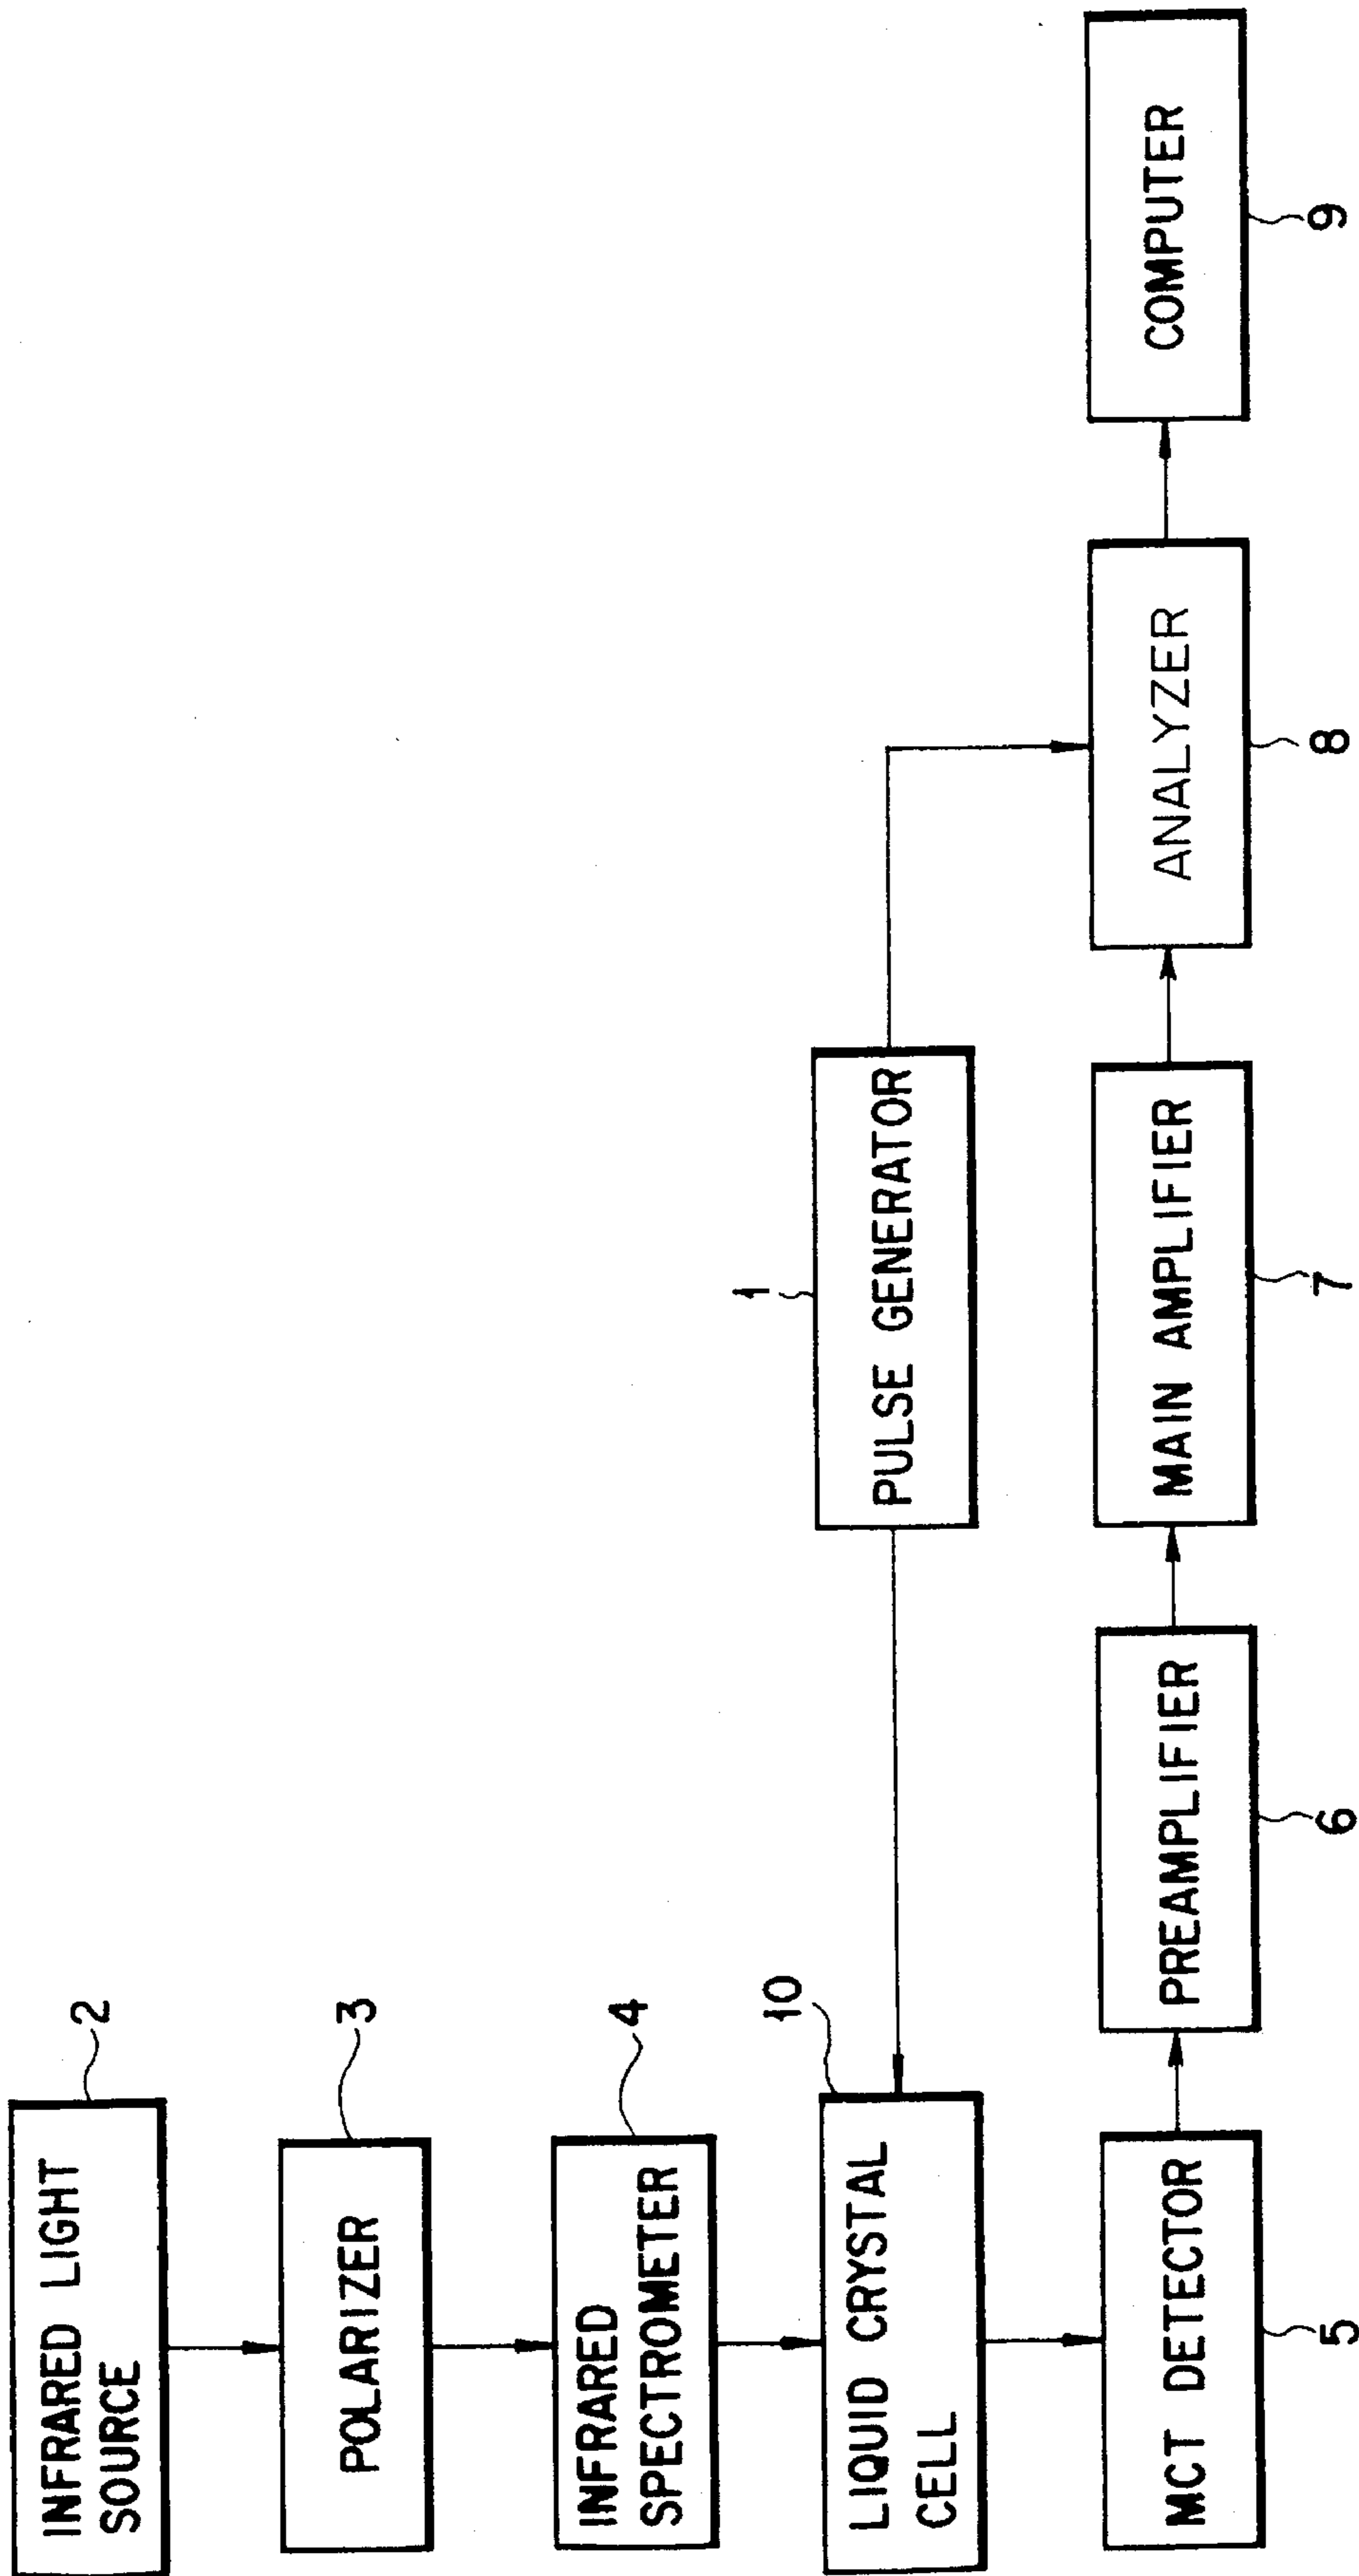 INFRARED LIGHT
SOURCE
2
POLARIZER
3
INFRARED
SPECTROMETER
4
LIQUID CRYSTAL
CELL
10
PULSE GENERATOR
1
MCT DETECTOR
5
PREAMPLIFIER
6
MAIN AMPLIFIER
7
ANALYZER
8
COMPUTER
9